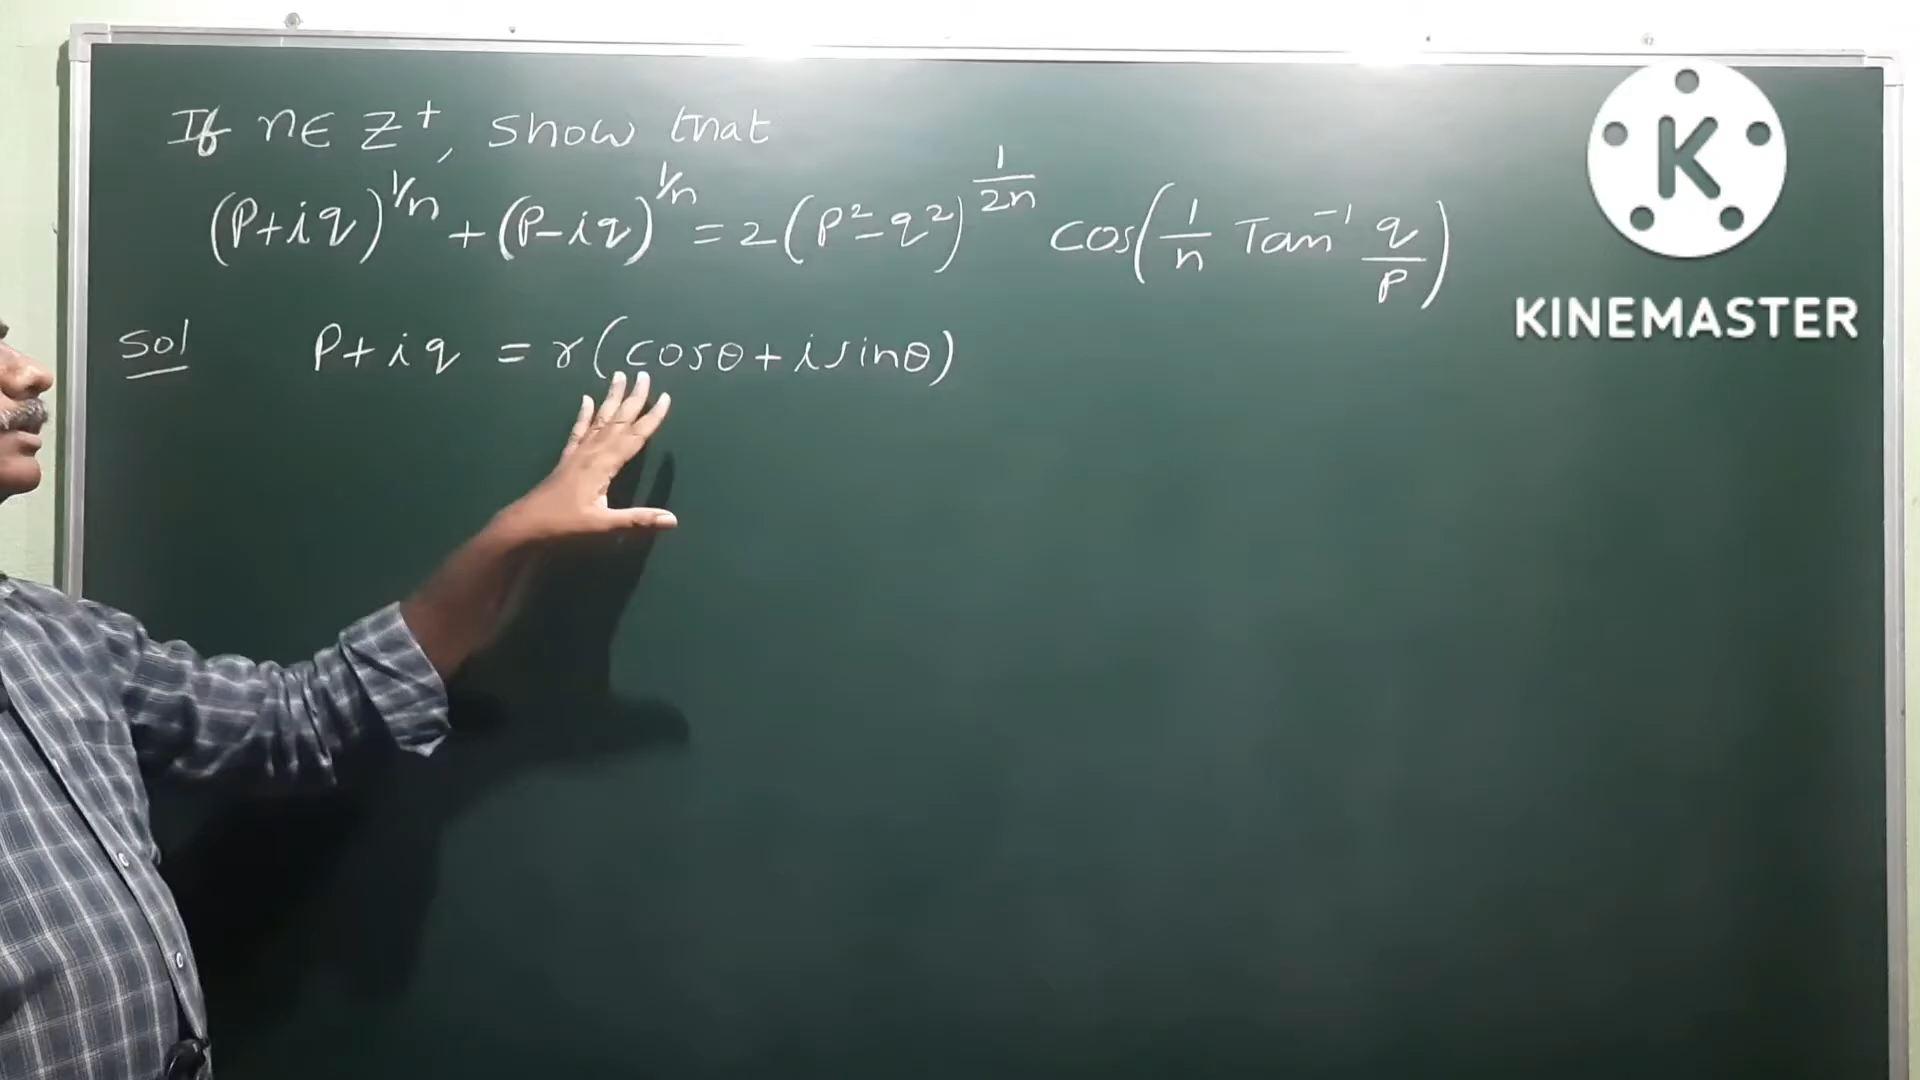 If n∈ Z⁺, show that
(P+iq)^1/n + (P-iq)^1/n = 2(P²-q²)^1/2n cos(1/n Tan⁻¹ q/P)
Sol P+iq = r(cosθ+isinθ)
K
KINEMASTER